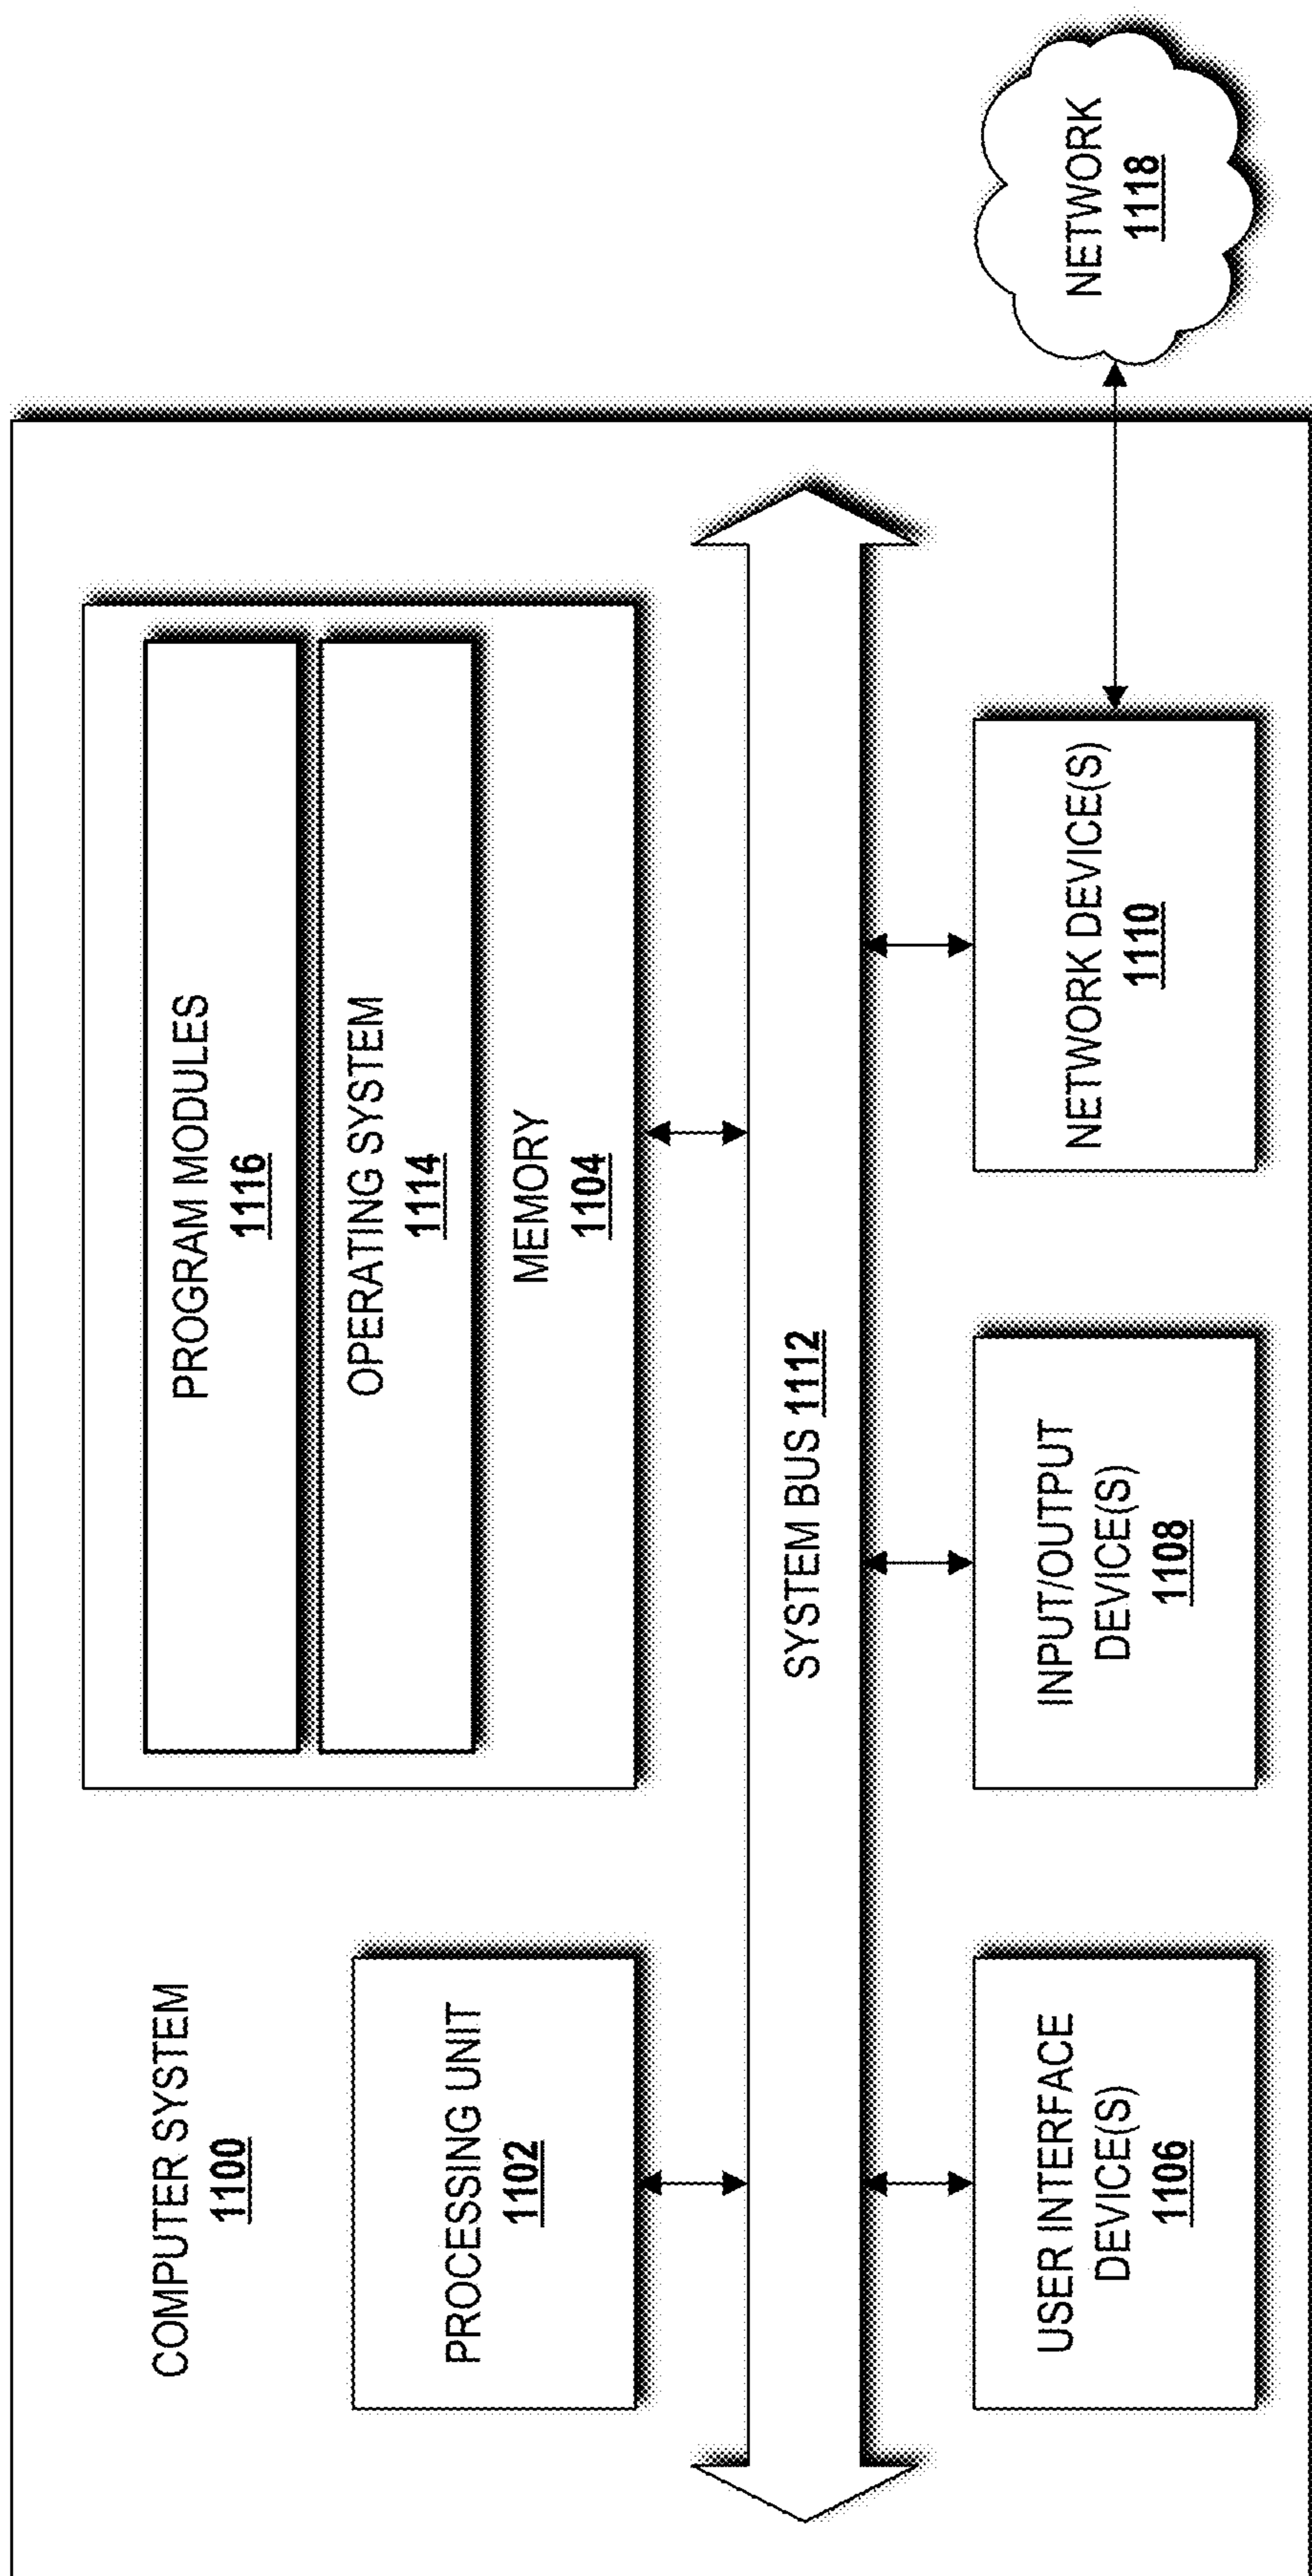 COMPUTER SYSTEM
1100
PROCESSING UNIT
1102
PROGRAM MODULES
1116
OPERATING SYSTEM
1114
MEMORY
1104
SYSTEM BUS 1112
USER INTERFACE
DEVICE(S)
1106
INPUT/OUTPUT
DEVICE(S)
1108
NETWORK DEVICE(S)
1110
NETWORK
1118